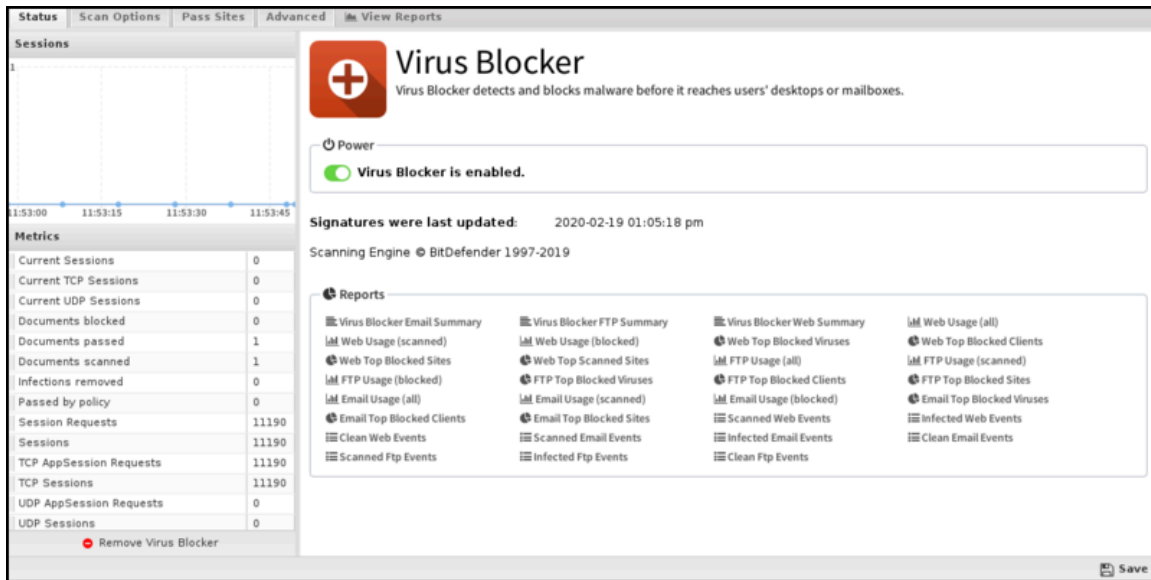 Status Scan Options Pass Sites Advanced View Reports
Sessions
1
11:53:00 11:53:15 11:53:30 11:53:45
Metrics
Current Sessions 0
Current TCP Sessions 0
Current UDP Sessions 0
Documents blocked 0
Documents passed 1
Documents scanned 1
Infections removed 0
Passed by policy 0
Session Requests 11190
Sessions 11190
TCP AppSession Requests 11190
TCP Sessions 11190
UDP AppSession Requests 0
UDP Sessions 0
Remove Virus Blocker
Virus Blocker
Virus Blocker detects and blocks malware before it reaches users' desktops or mailboxes.
Power
Virus Blocker is enabled.
Signatures were last updated: 2020-02-19 01:05:18 pm
Scanning Engine © BitDefender 1997-2019
Reports
Virus Blocker Email Summary Virus Blocker FTP Summary Virus Blocker Web Summary Web Usage (all)
Web Usage (scanned) Web Usage (blocked) Web Top Blocked Viruses Web Top Blocked Clients
Web Top Blocked Sites Web Top Scanned Sites FTP Usage (all) FTP Usage (scanned)
FTP Usage (blocked) FTP Top Blocked Viruses FTP Top Blocked Clients FTP Top Blocked Sites
Email Usage (all) Email Usage (scanned) Email Usage (blocked) Email Top Blocked Viruses
Email Top Blocked Clients Email Top Blocked Sites Scanned Web Events Infected Web Events
Clean Web Events Scanned Email Events Infected Email Events Clean Email Events
Scanned Ftp Events Infected Ftp Events Clean Ftp Events
Save